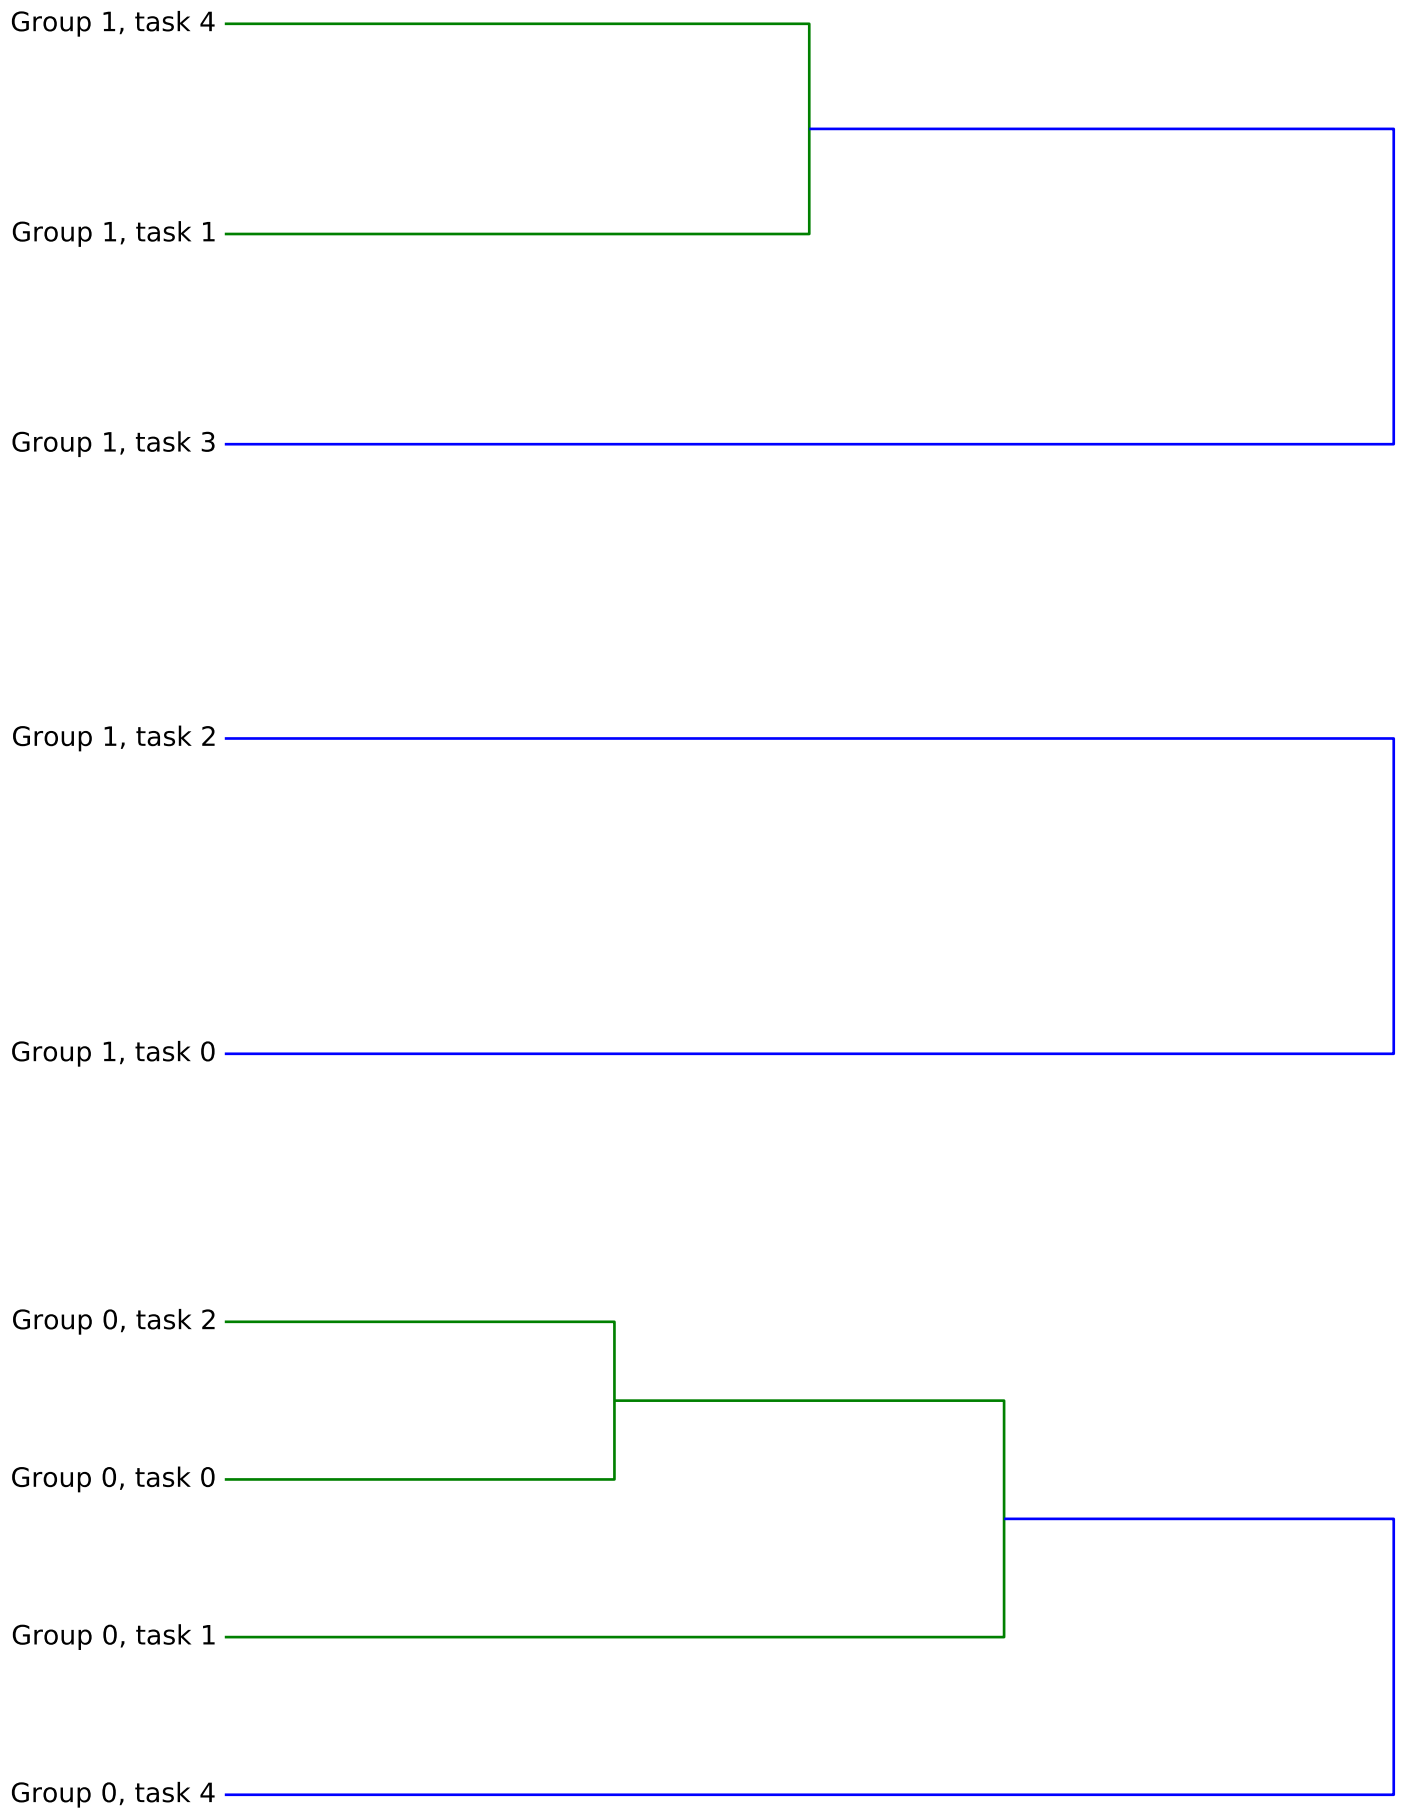 Group 1, task 4
Group 1, task 1
Group 1, task 3
Group 1, task 2
Group 1, task 0
Group 0, task 2
Group 0, task 0
Group 0, task 1
Group 0, task 4